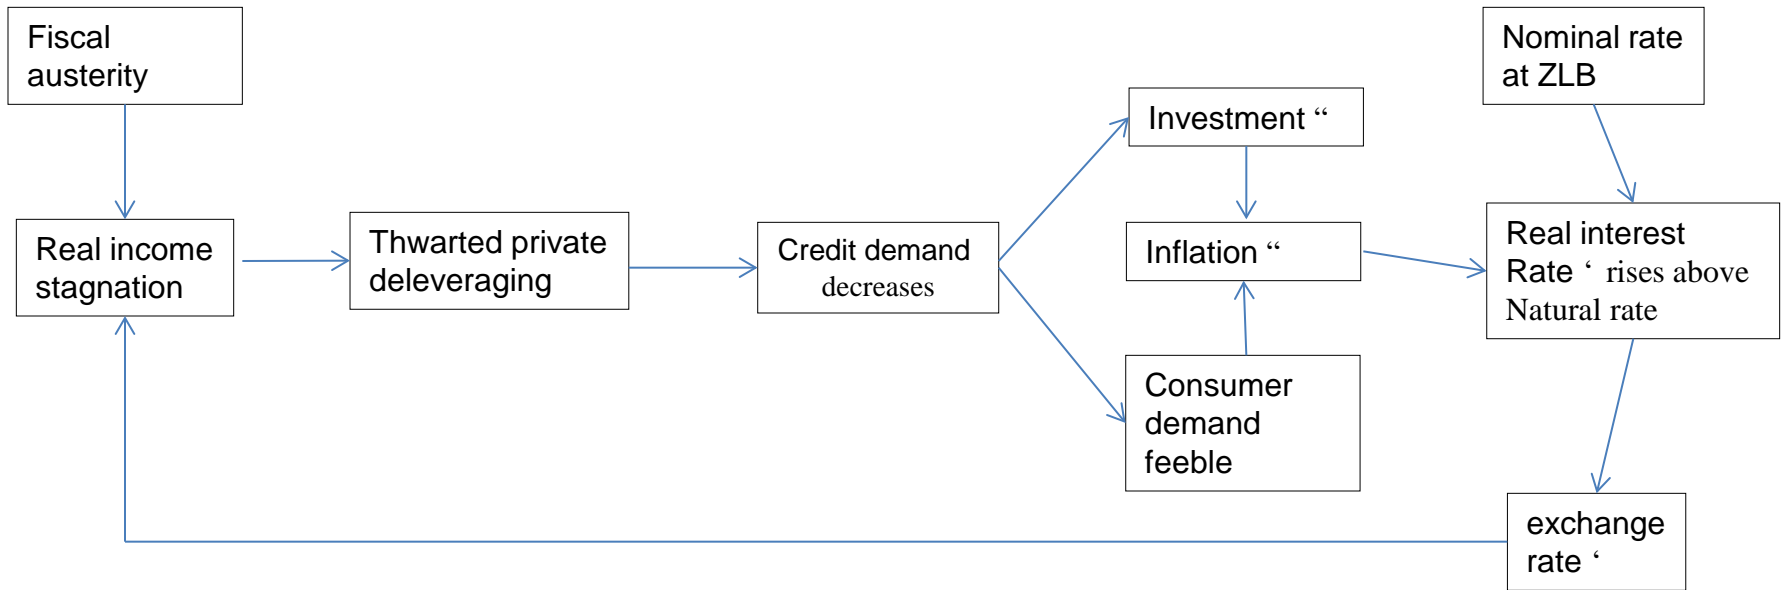 Fiscal
austerity
Nominal rate
at ZLB
Investment “
Real income
stagnation
Thwarted private
deleveraging
Credit demand
decreases
Inflation “
Real interest
Rate ‘ rises above
Natural rate
Consumer
demand
feeble
exchange
rate ‘